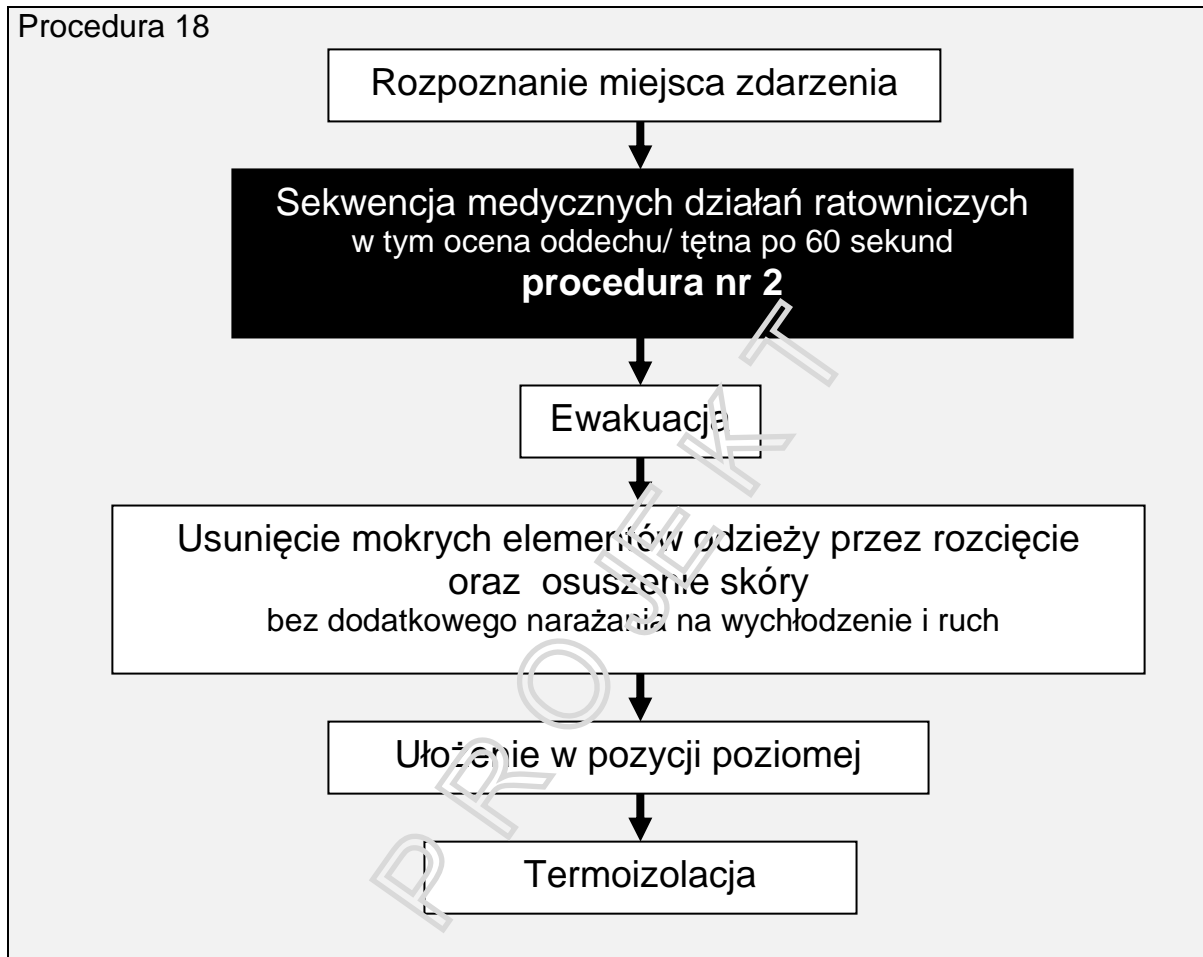 Procedura 18
Rozpoznanie miejsca zdarzenia
Sekwencja medycznych działań ratowniczych
w tym ocena oddechu/ tętna po 60 sekund
procedura nr 2
Ewakuacja
Usunięcie mokrych elementów odzieży przez rozcięcie
oraz osuszenie skóry
bez dodatkowego narażania na wychłodzenie i ruch
Ułożenie w pozycji poziomej
Termoizolacja
PROJEKT